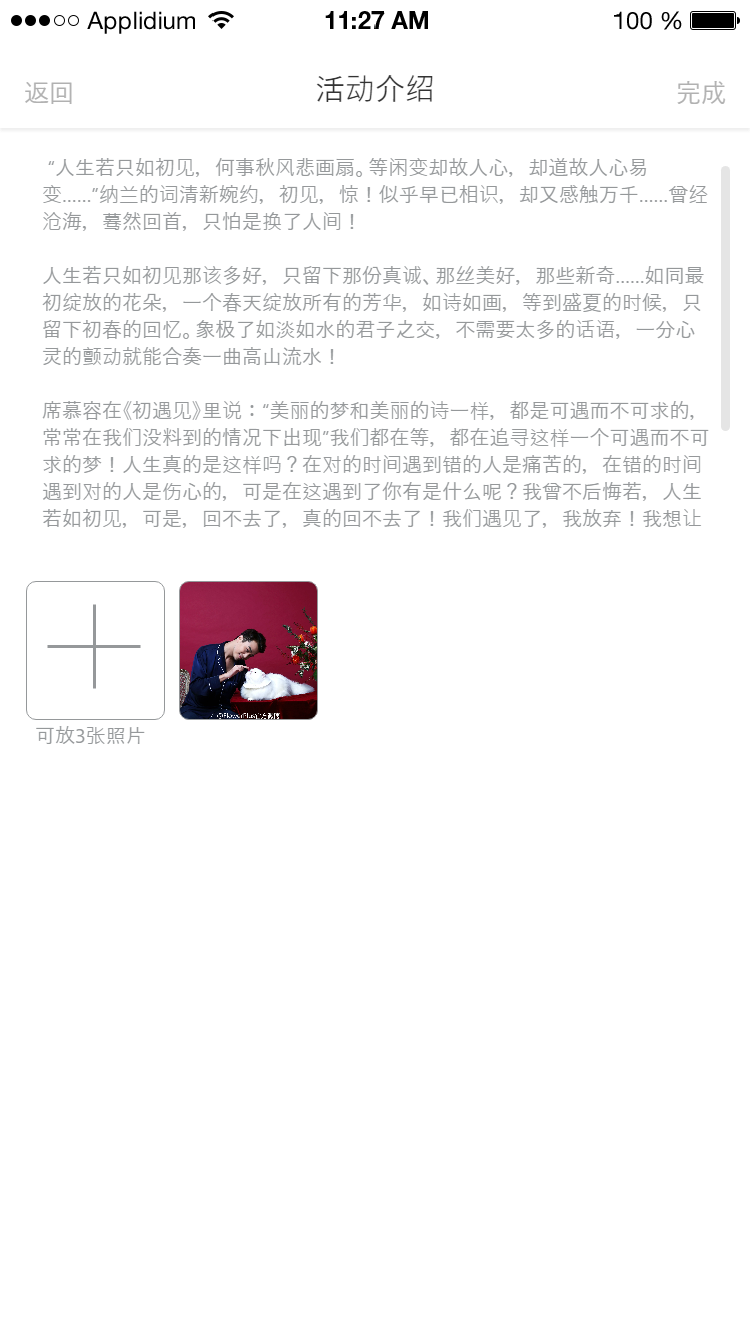 Applidium
11:27 AM
100 %
返回
活动介绍
完成
“人生若只如初见，何事秋风悲画扇。等闲变却故人心，却道故人心易
变......”纳兰的词清新婉约，初见，惊！似乎早已相识，却又感触万千......曾经
沧海，蓦然回首，只怕是换了人间！
人生若只如初见那该多好，只留下那份真诚、那丝美好，那些新奇......如同最
初绽放的花朵，一个春天绽放所有的芳华，如诗如画，等到盛夏的时候，只
留下初春的回忆。象极了如淡如水的君子之交，不需要太多的话语，一分心
灵的颤动就能合奏一曲高山流水！
席慕容在《初遇见》里说：“美丽的梦和美丽的诗一样，都是可遇而不可求的，
常常在我们没料到的情况下出现”我们都在等，都在追寻这样一个可遇而不可
求的梦！人生真的是这样吗？在对的时间遇到错的人是痛苦的，在错的时间
遇到对的人是伤心的，可是在这遇到了你有是什么呢？我曾不后悔若，人生
若如初见，可是，回不去了，真的回不去了！我们遇见了，我放弃！我想让
可放3张照片